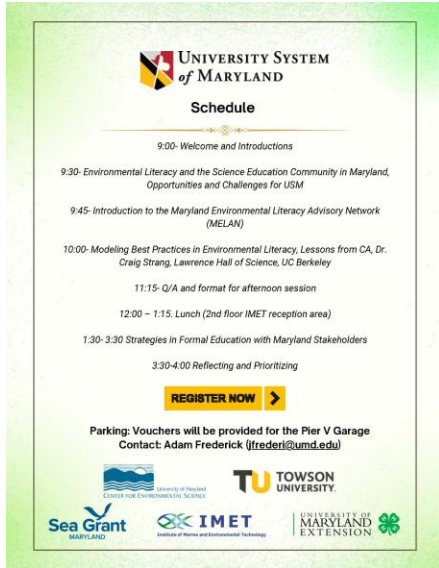 UNIVERSITY SYSTEM
of MARYLAND
Schedule
9:00- Welcome and Introductions
9:30- Environmental Literacy and the Science Education Community in Maryland,
Opportunities and Challenges for USM
9:45- Introduction to the Maryland Environmental Literacy Advisory Network
(MELAN)
10:00- Modeling Best Practices in Environmental Literacy, Lessons from CA, Dr.
Craig Strang, Lawrence Hall of Science, UC Berkeley
11:15- Q/A and format for afternoon session
12:00 – 1:15. Lunch (2nd floor IMET reception area)
1:30- 3:30 Strategies in Formal Education with Maryland Stakeholders
3:30-4:00 Reflecting and Prioritizing
REGISTER NOW
Parking: Vouchers will be provided for the Pier V Garage
Contact: Adam Frederick (jfrederi@umd.edu)
University of Maryland
CENTER FOR ENVIRONMENTAL SCIENCE
TU TOWSON
UNIVERSITY.
Sea Grant
MARYLAND
IMET
Institute of Marine and Environmental Technology
UNIVERSITY OF
MARYLAND
EXTENSION
H H H H